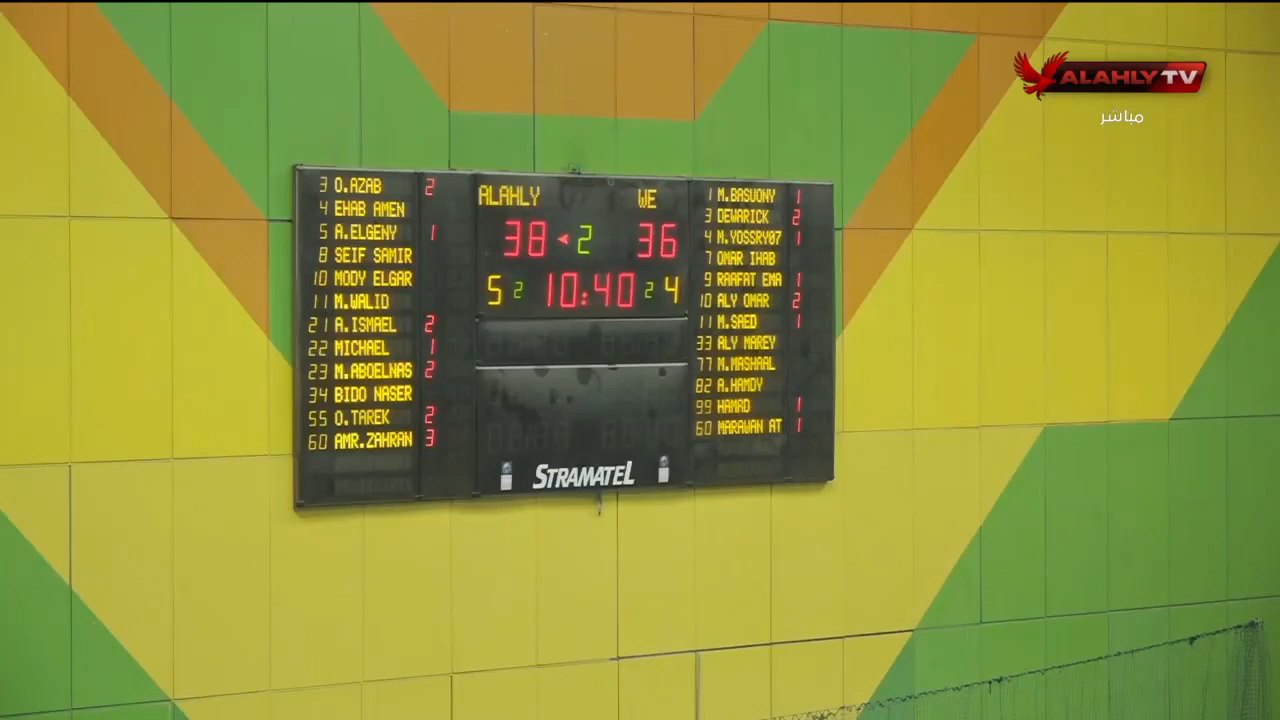 ALAHLY TV
مباشر
3 O.AZAB 2
4 EHAB AMEN
5 A.ELGENY 1
8 SEIF SAMIR
10 MODY ELGAR
11 M.WALID
21 A.ISMAEL 2
22 MICHAEL 1
23 M.ABOELNAS 2
34 BIDO NASER
55 O.TAREK 2
60 AMR.ZAHRAN 3
ALAHLY WE
38 2 36
5 2 10:40 2 4
STRAMATEL
1 M.BASUONY 1
3 DEWARICK 2
4 M.YOSSRY07 1
7 OMAR IHAB
9 RAAFAT EMA 1
10 ALY OMAR 2
11 M.SAED 1
33 ALY MAREY
77 M.MASHAAL
82 A.HAMDY
99 HAMAD 1
60 MARAWAN AT 1